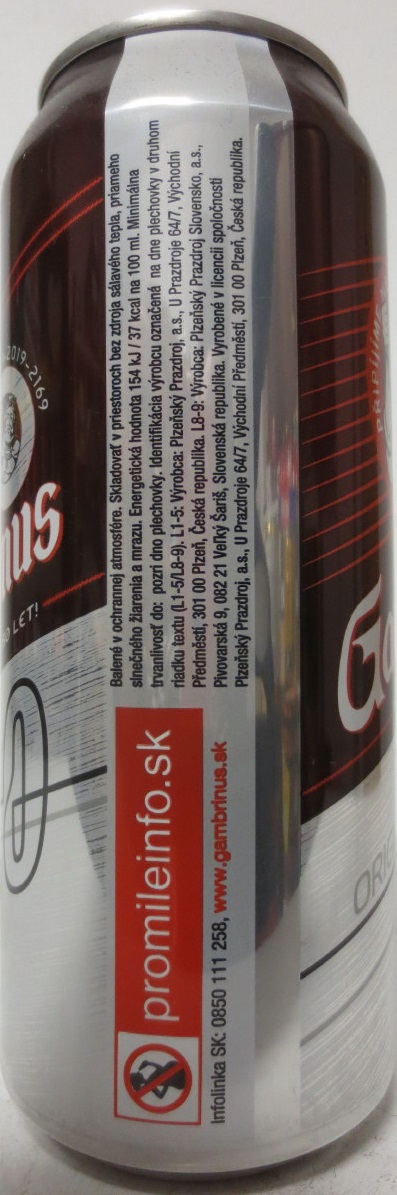 Balené v ochrannej atmosfére. Skladovať v priestoroch bez zdroja sálavého tepla, priameho
slnečného žiarenia a mrazu. Energetická hodnota 154 kJ / 37 kcal na 100 ml. Minimálna
trvanlivosť do: pozri dno plechovky. Identifikácia výrobcu označená na dne plechovky v druhom
riadku textu (L1-5/L8-9). L1-5: Výrobca: Plzeňský Prazdroj, a.s., U Prazdroje 64/7, Východní
Předměstí, 301 00 Plzeň, Česká republika. L8-9: Výrobca: Plzeňský Prazdroj Slovensko, a.s.,
Pivovarská 9, 082 21 Veľký Šariš, Slovenská republika. Vyrobené v licencii spoločnosti
Plzeňský Prazdroj, a.s., U Prazdroje 64/7, Východní Předměstí, 301 00 Plzeň, Česká republika.
promileinfo.sk
Infolinka SK: 0850 111 258, www.gambrinus.sk
2019-2169
nus
LET!
Ga
ORIG